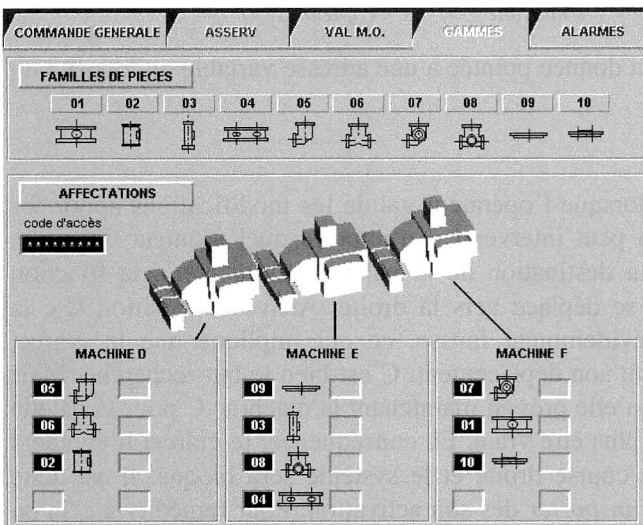 COMMANDE GENERALE ASSERV VAL M.O. GAMMES ALARMES
FAMILLES DE PIECES
01 02 03 04 05 06 07 08 09 10
AFFECTATIONS
code d'accès
*********
MACHINE D
05
06
02
MACHINE E
09
03
08
04
MACHINE F
07
01
10